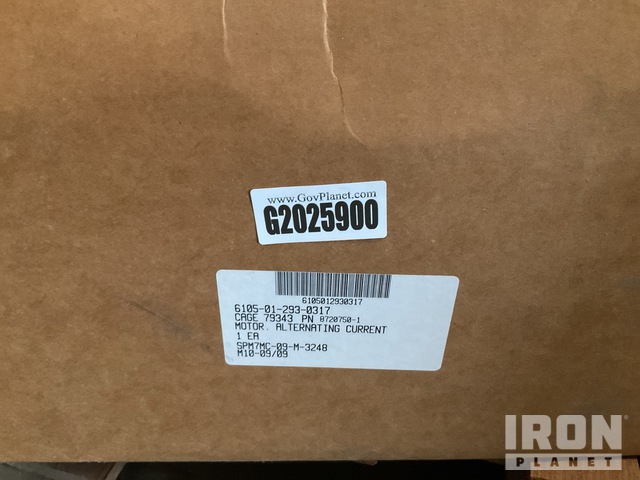 www.GovPlanet.com
G2025900
6105012930317
6105-01-293-0317
CAGE 79343 PN 8720750-1
MOTOR. ALTERNATING CURRENT
1 EA
SPM7MC-09-M-3248
M10-09/09
IRON
PLANET